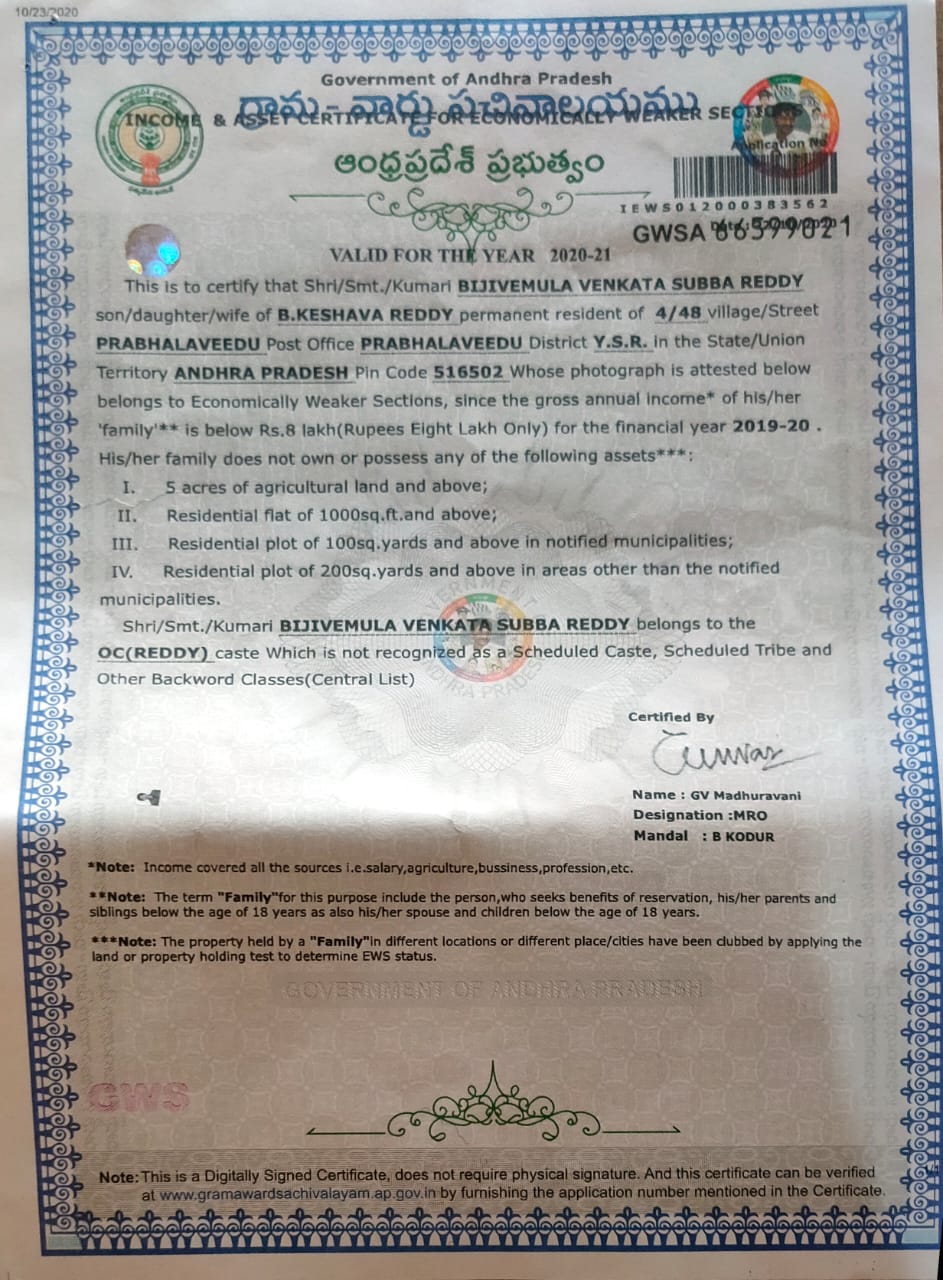 10/23/2020
Government of Andhra Pradesh
గ్రామ - వార్డు సచివాలయము
INCOME & ASSET CERTIFICATE FOR ECONOMICALLY WEAKER SECTIONS
ఆంధ్రప్రదేశ్ ప్రభుత్వం
Application No
IEWS012000383562
GWSA 66599021
VALID FOR THE YEAR 2020-21
This is to certify that Shri/Smt./Kumari BIJIVEMULA VENKATA SUBBA REDDY
son/daughter/wife of B.KESHAVA REDDY permanent resident of 4/48 village/Street
PRABHALAVEEDU Post Office PRABHALAVEEDU District Y.S.R. in the State/Union
Territory ANDHRA PRADESH Pin Code 516502 Whose photograph is attested below
belongs to Economically Weaker Sections, since the gross annual income* of his/her
'family'** is below Rs.8 lakh(Rupees Eight Lakh Only) for the financial year 2019-20 .
His/her family does not own or possess any of the following assets***:
I. 5 acres of agricultural land and above;
II. Residential flat of 1000sq.ft.and above;
III. Residential plot of 100sq.yards and above in notified municipalities;
IV. Residential plot of 200sq.yards and above in areas other than the notified
municipalities.
Shri/Smt./Kumari BIJIVEMULA VENKATA SUBBA REDDY belongs to the
OC(REDDY) caste Which is not recognized as a Scheduled Caste, Scheduled Tribe and
Other Backword Classes(Central List)
Certified By
Name : GV Madhuravani
Designation :MRO
Mandal : B KODUR
*Note: Income covered all the sources i.e.salary,agriculture,bussiness,profession,etc.
**Note: The term "Family"for this purpose include the person,who seeks benefits of reservation, his/her parents and
siblings below the age of 18 years as also his/her spouse and children below the age of 18 years.
***Note: The property held by a "Family"in different locations or different place/cities have been clubbed by applying the
land or property holding test to determine EWS status.
GOVERNMENT OF ANDHRA PRADESH
GWS
Note: This is a Digitally Signed Certificate, does not require physical signature. And this certificate can be verified
at www.gramawardsachivalayam.ap.gov.in by furnishing the application number mentioned in the Certificate.